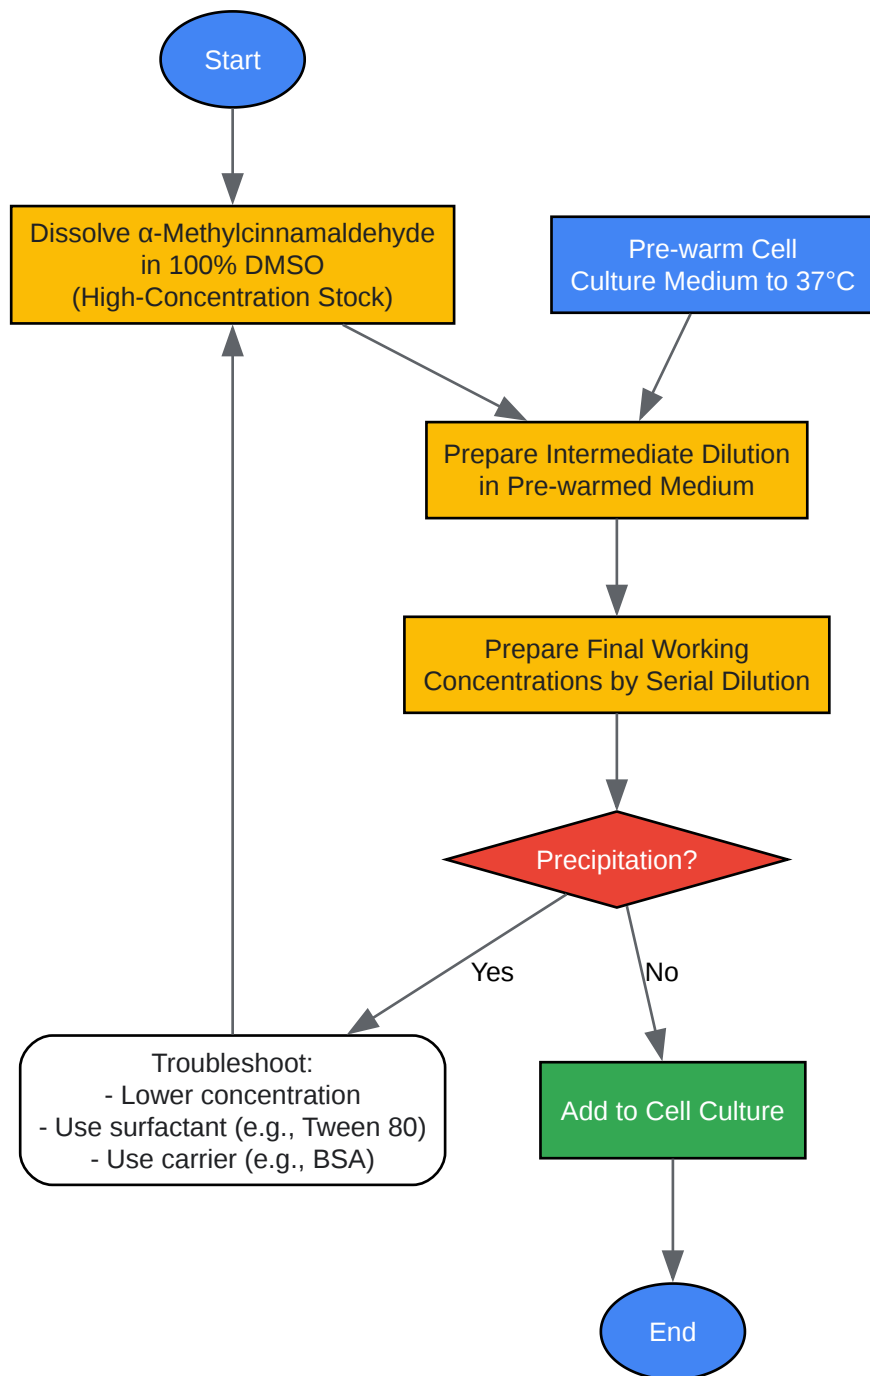 Start
Dissolve α-Methylcinnamaldehyde
in 100% DMSO
(High-Concentration Stock)
Pre-warm Cell
Culture Medium to 37°C
Prepare Intermediate Dilution
in Pre-warmed Medium
Prepare Final Working
Concentrations by Serial Dilution
Precipitation?
Yes
No
Troubleshoot:
- Lower concentration
- Use surfactant (e.g., Tween 80)
- Use carrier (e.g., BSA)
Add to Cell Culture
End